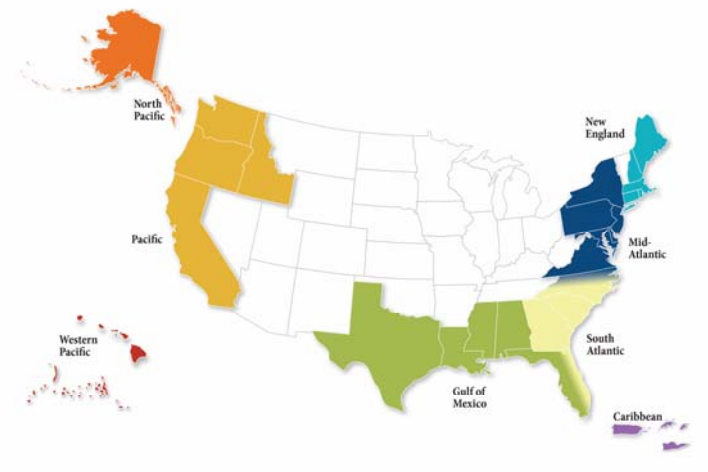 North
Pacific
New
England
Pacific
Mid-
Atlantic
Western
Pacific
South
Atlantic
Gulf of
Mexico
Caribbean